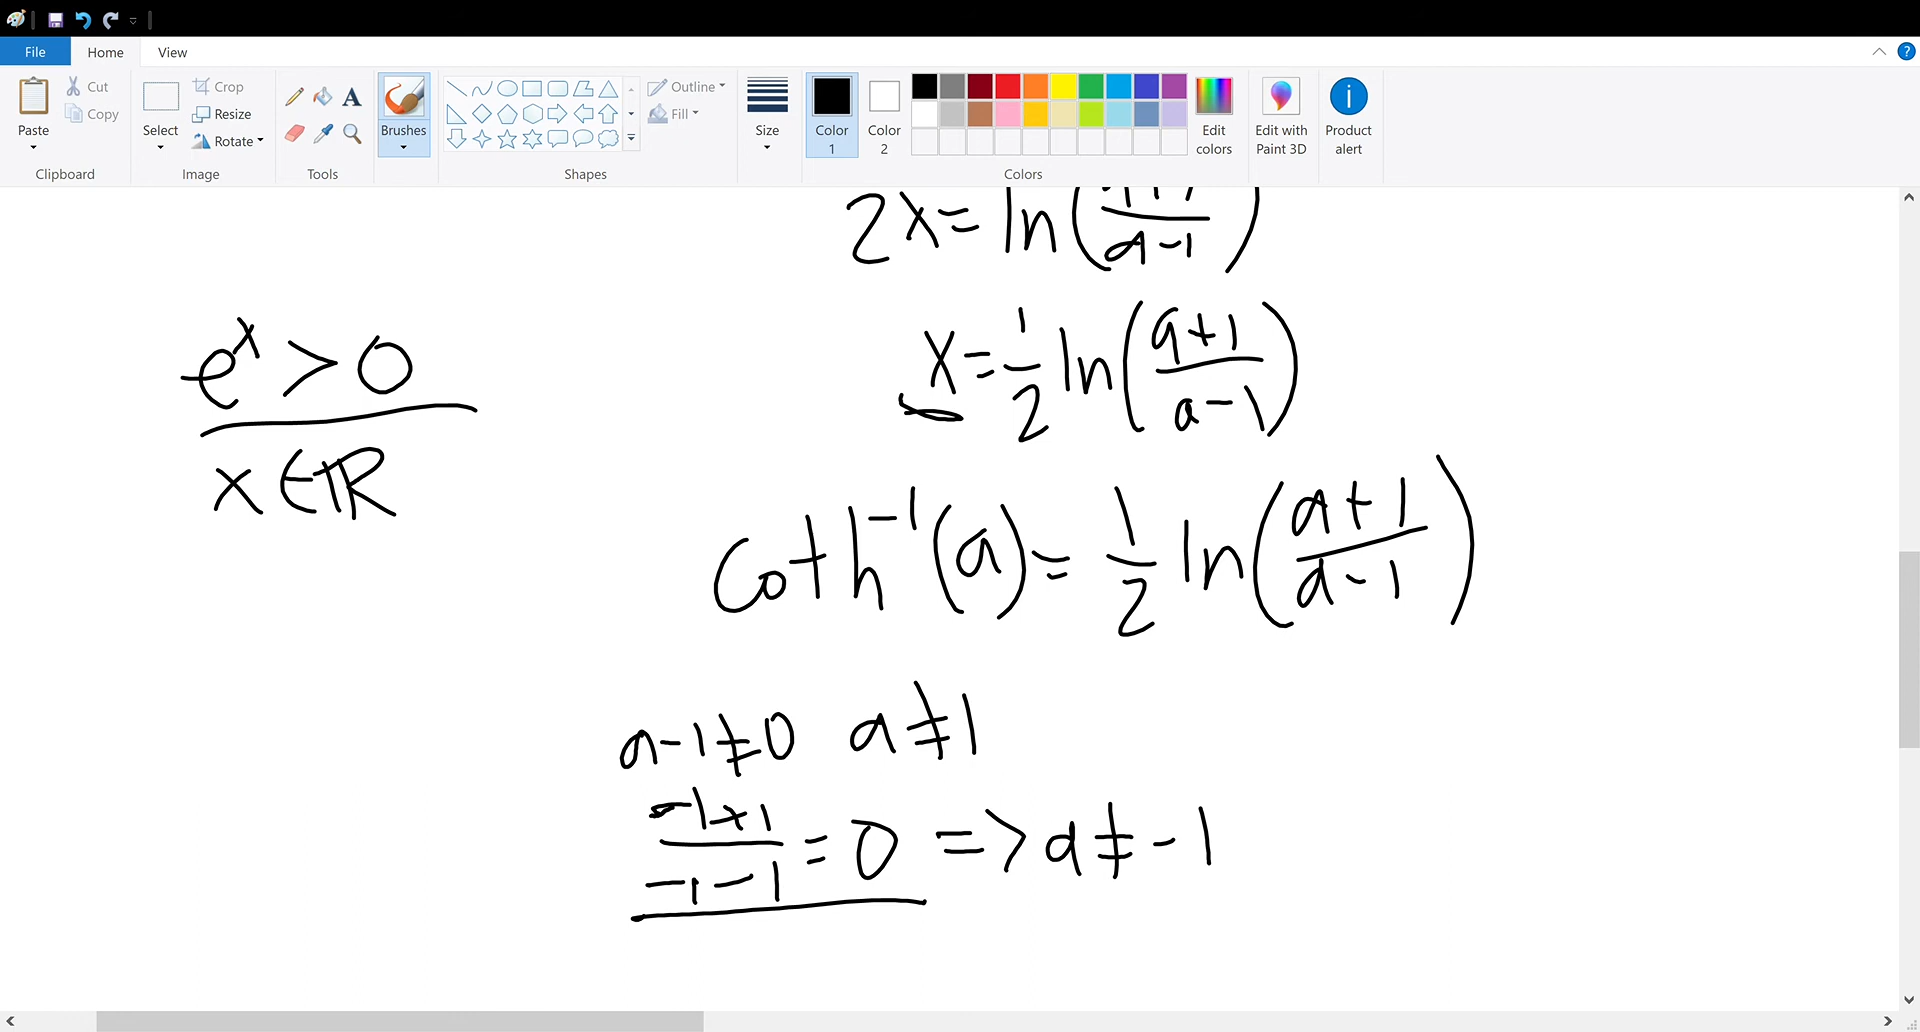 File Home View
Paste Cut Copy Clipboard
Select Crop Resize Rotate Image
Tools
Brushes
Outline Fill Shapes
Size
Color 1 Color 2 Edit colors Colors
Edit with Paint 3D
Product alert
2x = ln((a+1)/(a-1))
x = 1/2 ln((a+1)/(a-1))
e^x > 0
x ∈ ℝ
coth^-1(a) = 1/2 ln((a+1)/(a-1))
a-1≠0 a≠1
(-1+1)/(-1-1) = 0 => a≠-1